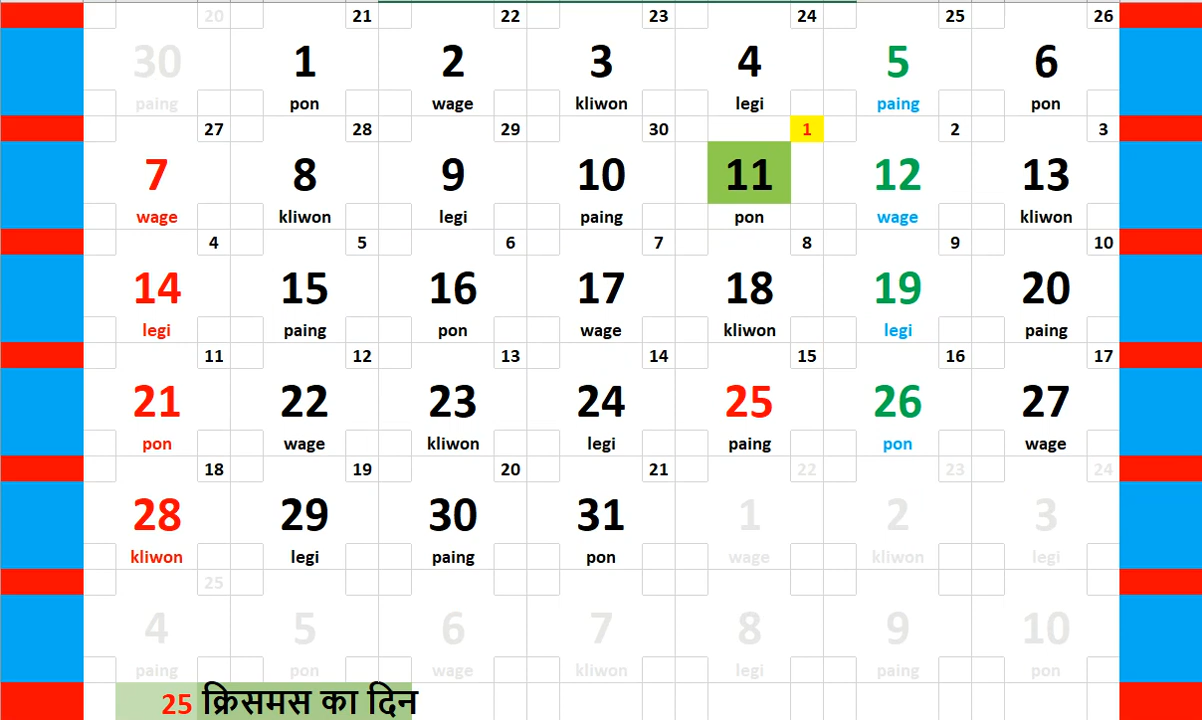 20 21 22 23 24 25 26
30 1 2 3 4 5 6
paing pon wage kliwon legi paing pon
27 28 29 30 1 2 3
7 8 9 10 11 12 13
wage kliwon legi paing pon wage kliwon
4 5 6 7 8 9 10
14 15 16 17 18 19 20
legi paing pon wage kliwon legi paing
11 12 13 14 15 16 17
21 22 23 24 25 26 27
pon wage kliwon legi paing pon wage
18 19 20 21 22 23 24
28 29 30 31 1 2 3
kliwon legi paing pon wage kliwon legi
25
4 5 6 7 8 9 10
paing pon wage kliwon legi paing pon
25 क्रिसमस का दिन